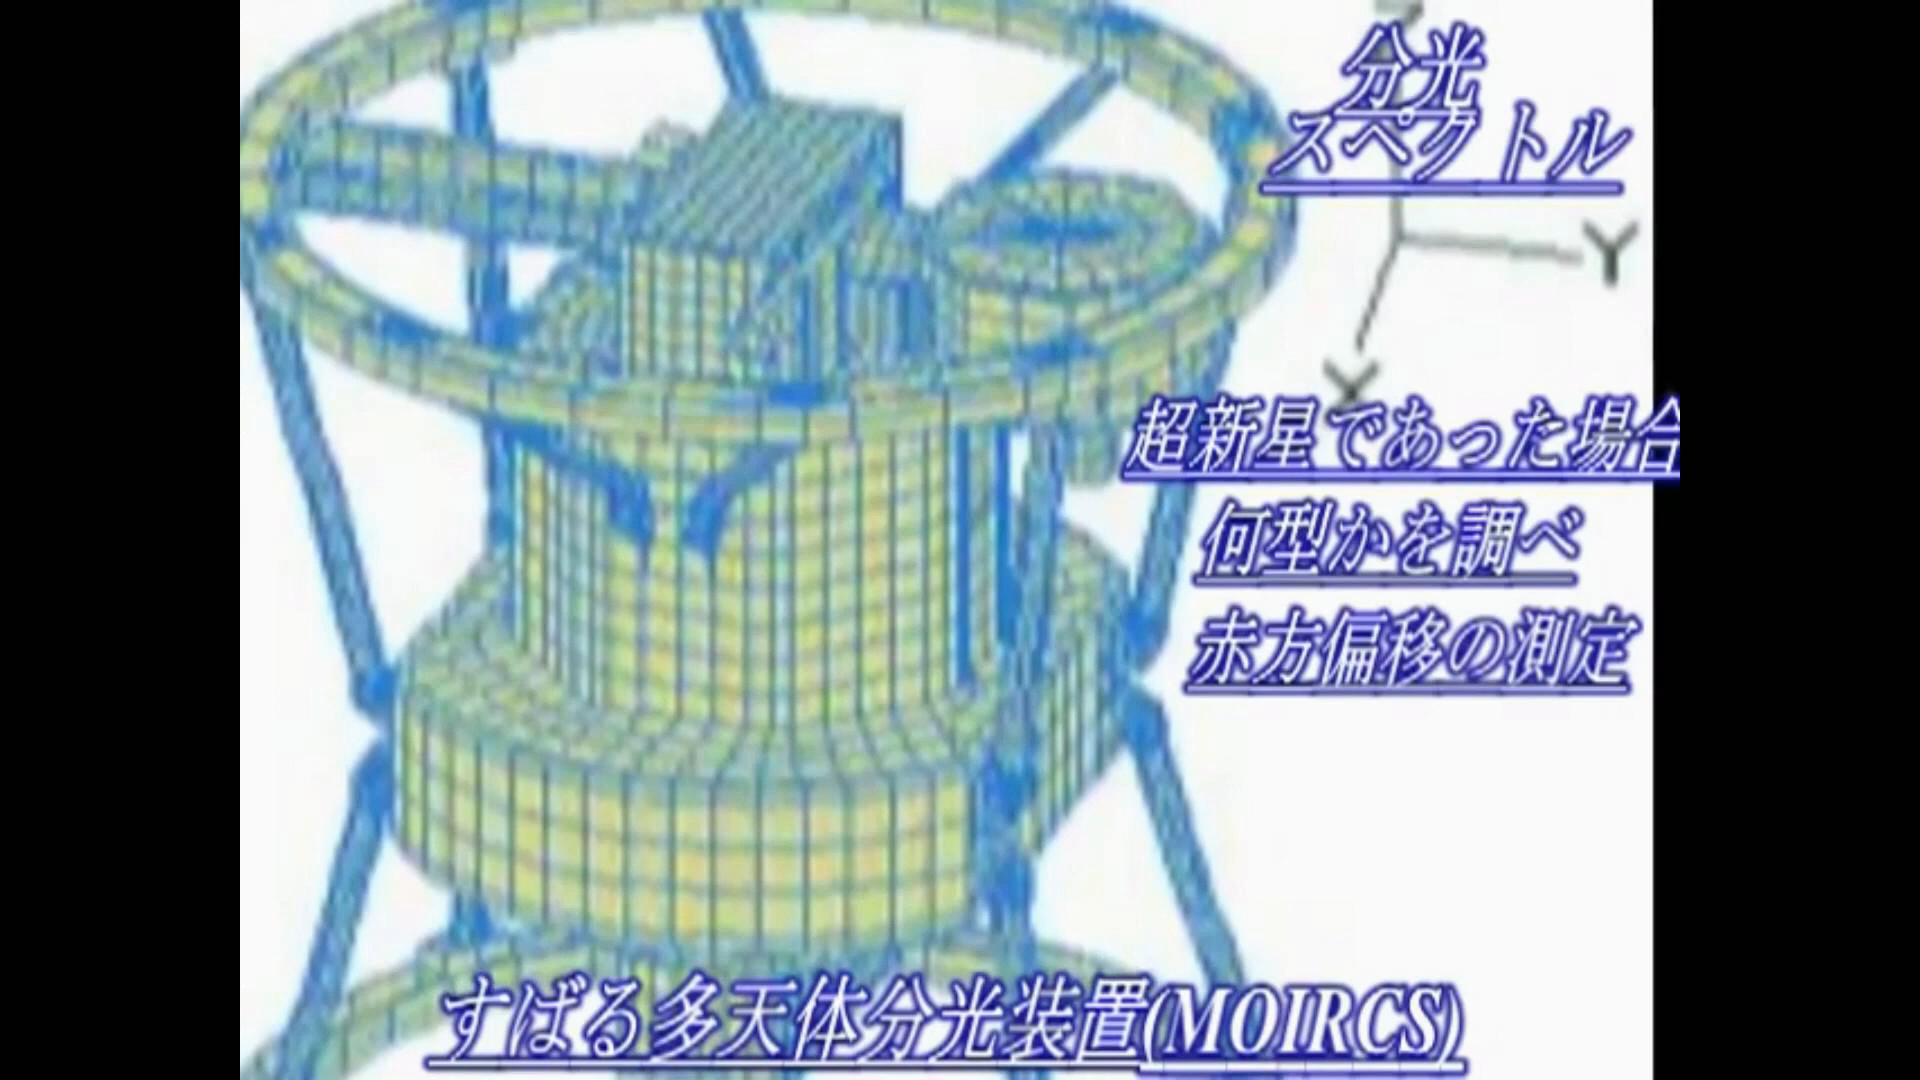 分光
スペクトル
Y
X
超新星であった場合
何型かを調べ
赤方偏移の測定
すばる多天体分光装置(MOIRCS)